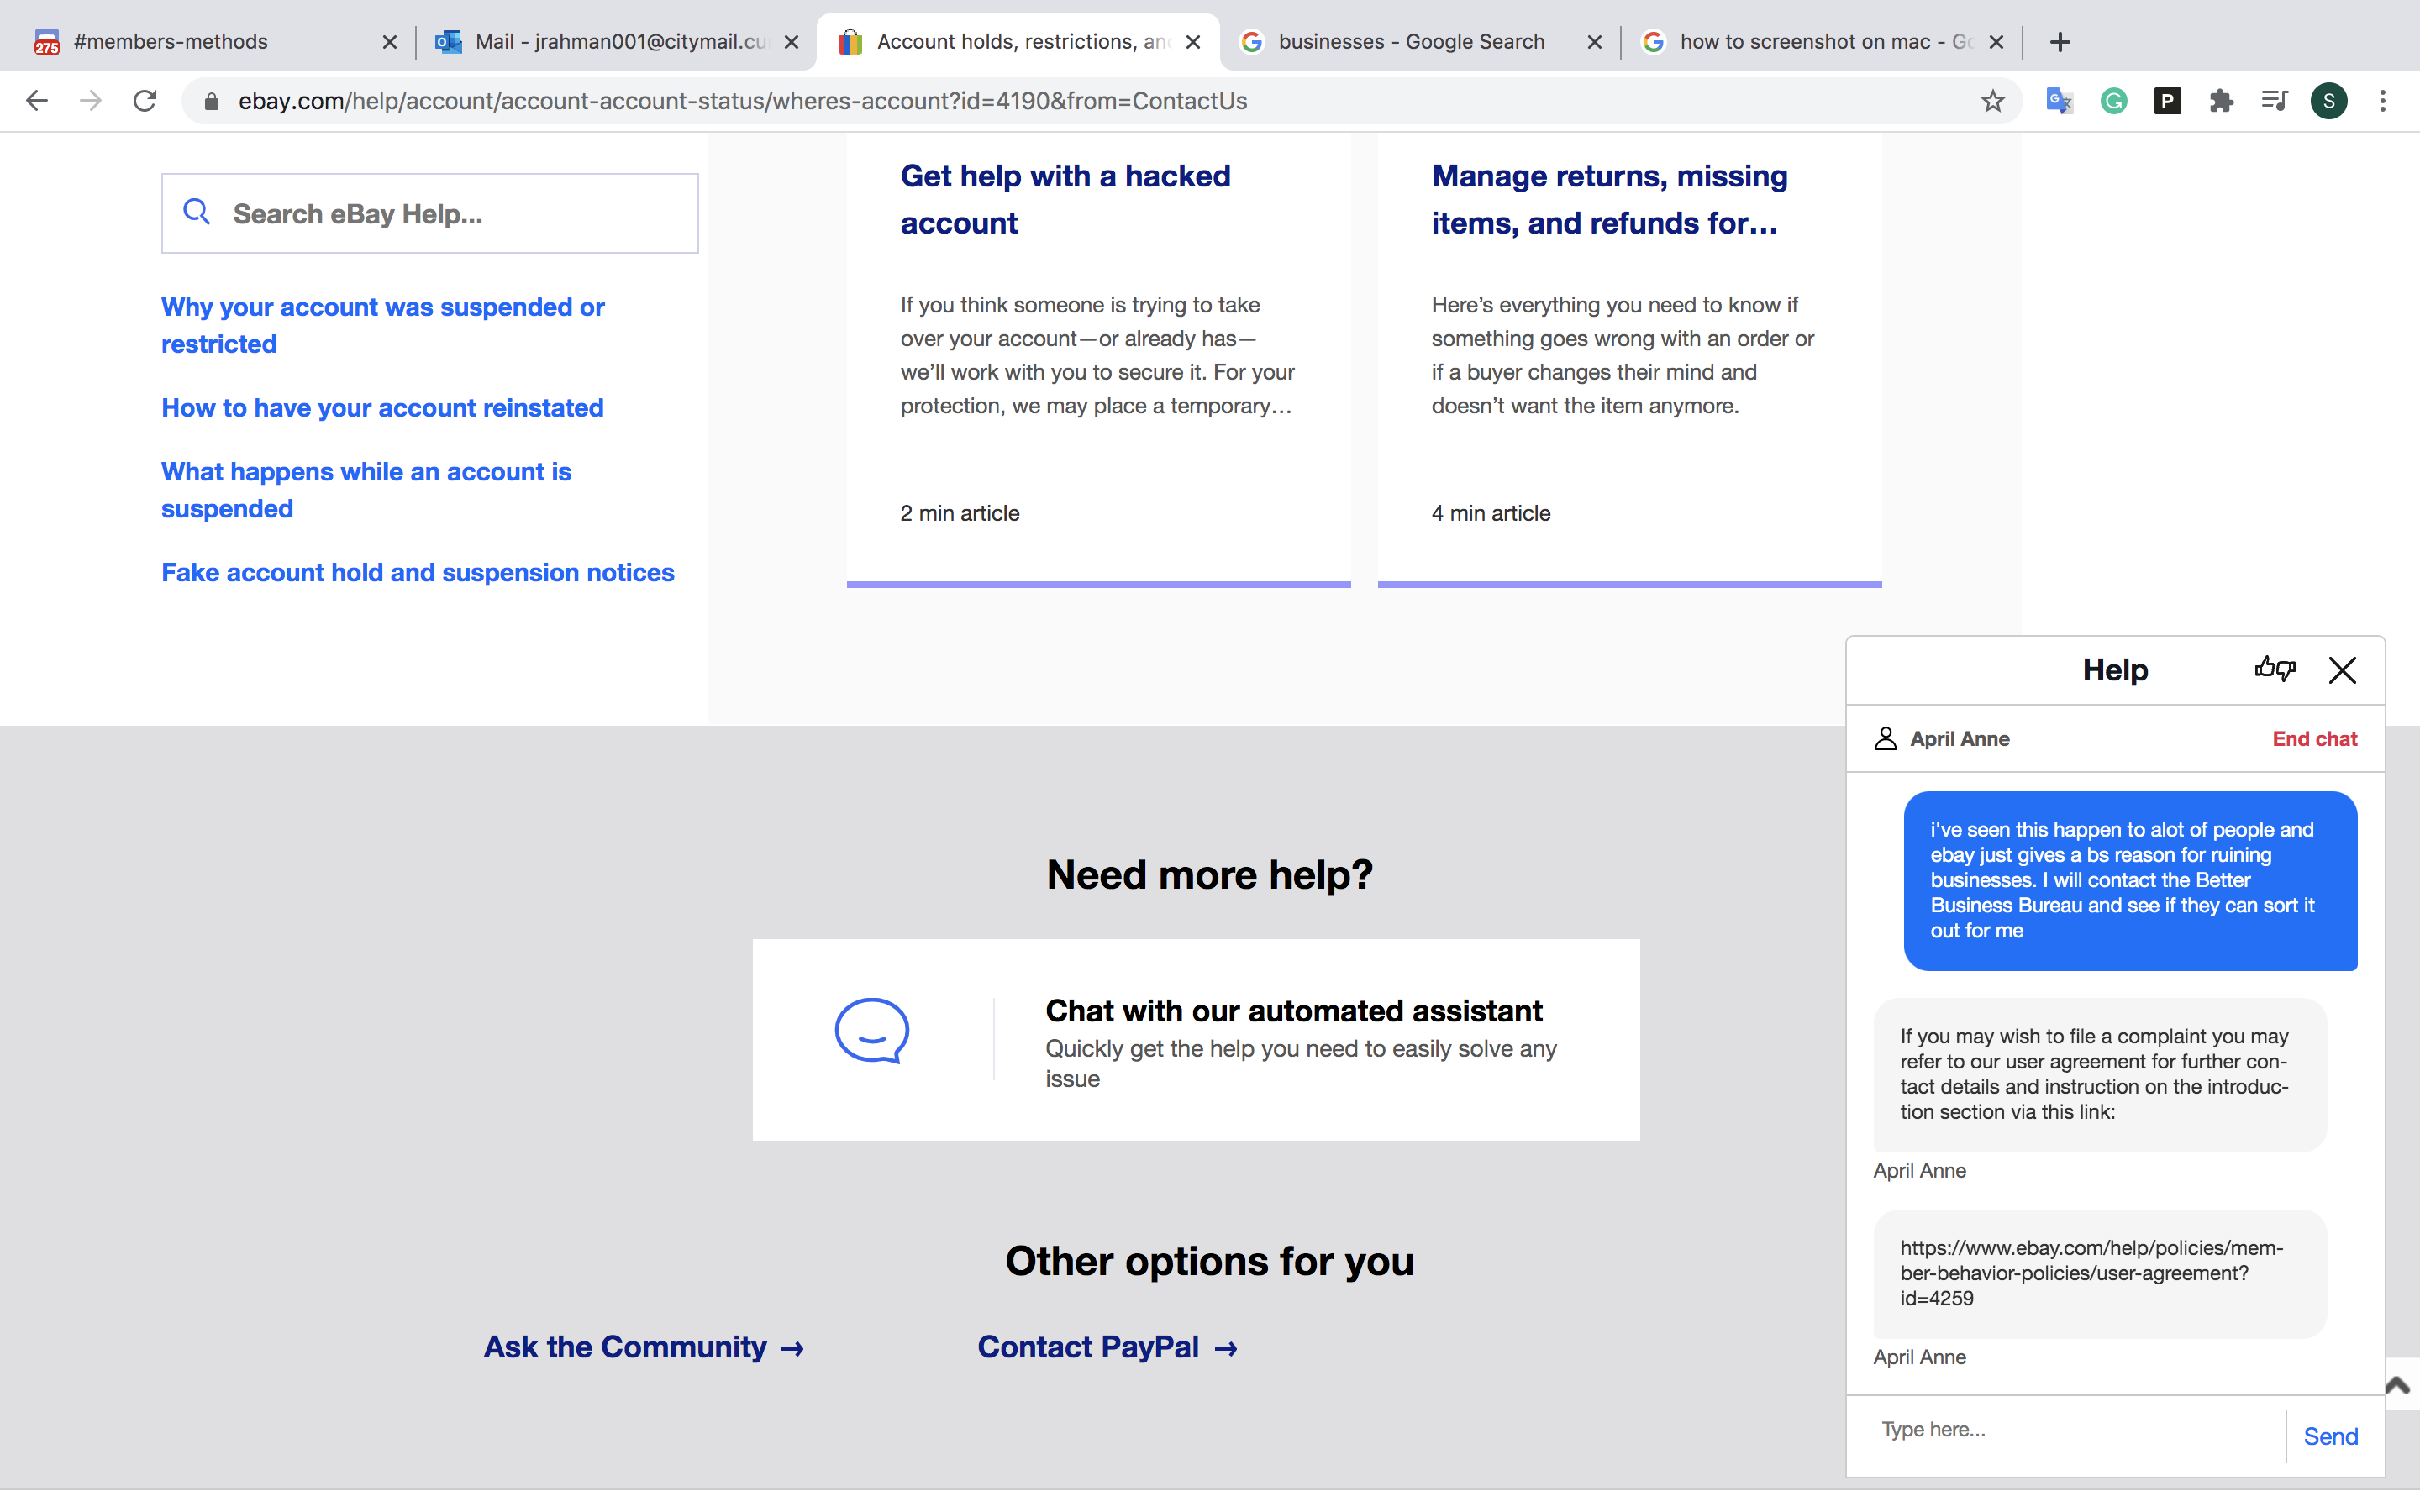 275
#members-methods
Mail - jrahman001@citymail.cu
Account holds, restrictions, an
businesses - Google Search
how to screenshot on mac - G
ebay.com/help/account/account-account-status/wheres-account?id=4190&from=ContactUs
P
S
Search eBay Help...
Why your account was suspended or
restricted
How to have your account reinstated
What happens while an account is
suspended
Fake account hold and suspension notices
Get help with a hacked
account
If you think someone is trying to take
over your account—or already has—
we’ll work with you to secure it. For your
protection, we may place a temporary…
2 min article
Manage returns, missing
items, and refunds for…
Here’s everything you need to know if
something goes wrong with an order or
if a buyer changes their mind and
doesn’t want the item anymore.
4 min article
Need more help?
Chat with our automated assistant
Quickly get the help you need to easily solve any
issue
Other options for you
Ask the Community →
Contact PayPal →
Help
April Anne
End chat
i've seen this happen to alot of people and
ebay just gives a bs reason for ruining
businesses. I will contact the Better
Business Bureau and see if they can sort it
out for me
If you may wish to file a complaint you may
refer to our user agreement for further con-
tact details and instruction on the introduc-
tion section via this link:
April Anne
https://www.ebay.com/help/policies/mem-
ber-behavior-policies/user-agreement?
id=4259
April Anne
Type here...
Send